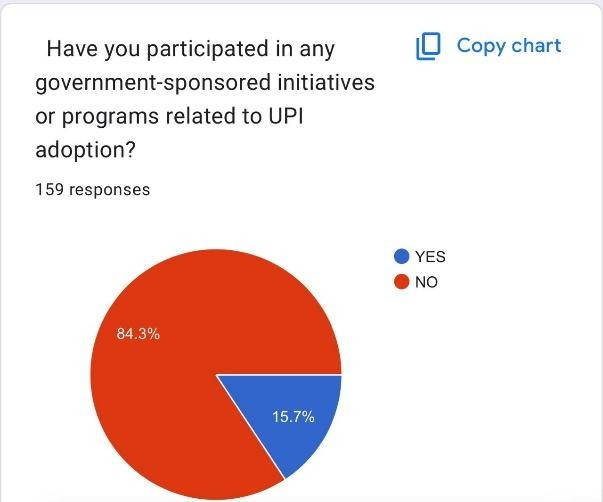 Have you participated in any
government-sponsored initiatives
or programs related to UPI
adoption?
Copy chart
159 responses
YES
NO
84.3%
15.7%